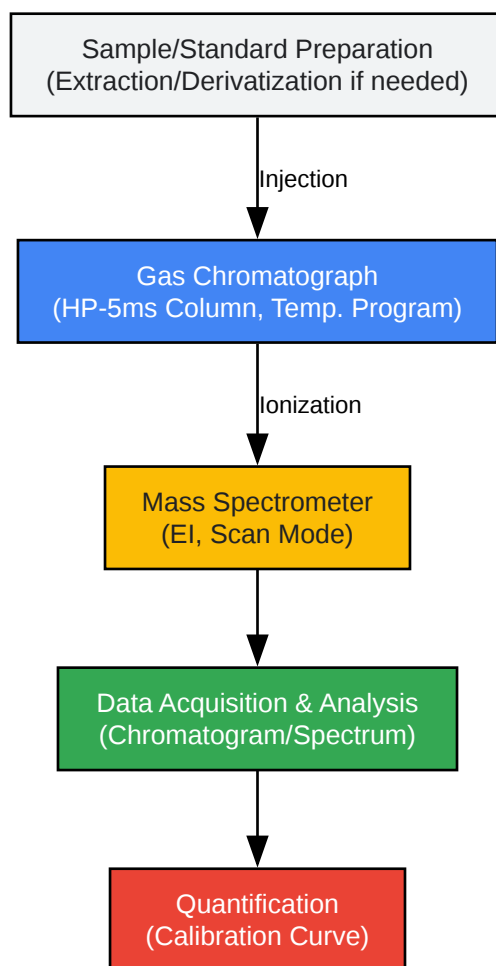 Sample/Standard Preparation
(Extraction/Derivatization if needed)
Injection
Gas Chromatograph
(HP-5ms Column, Temp. Program)
Ionization
Mass Spectrometer
(EI, Scan Mode)
Data Acquisition & Analysis
(Chromatogram/Spectrum)
Quantification
(Calibration Curve)